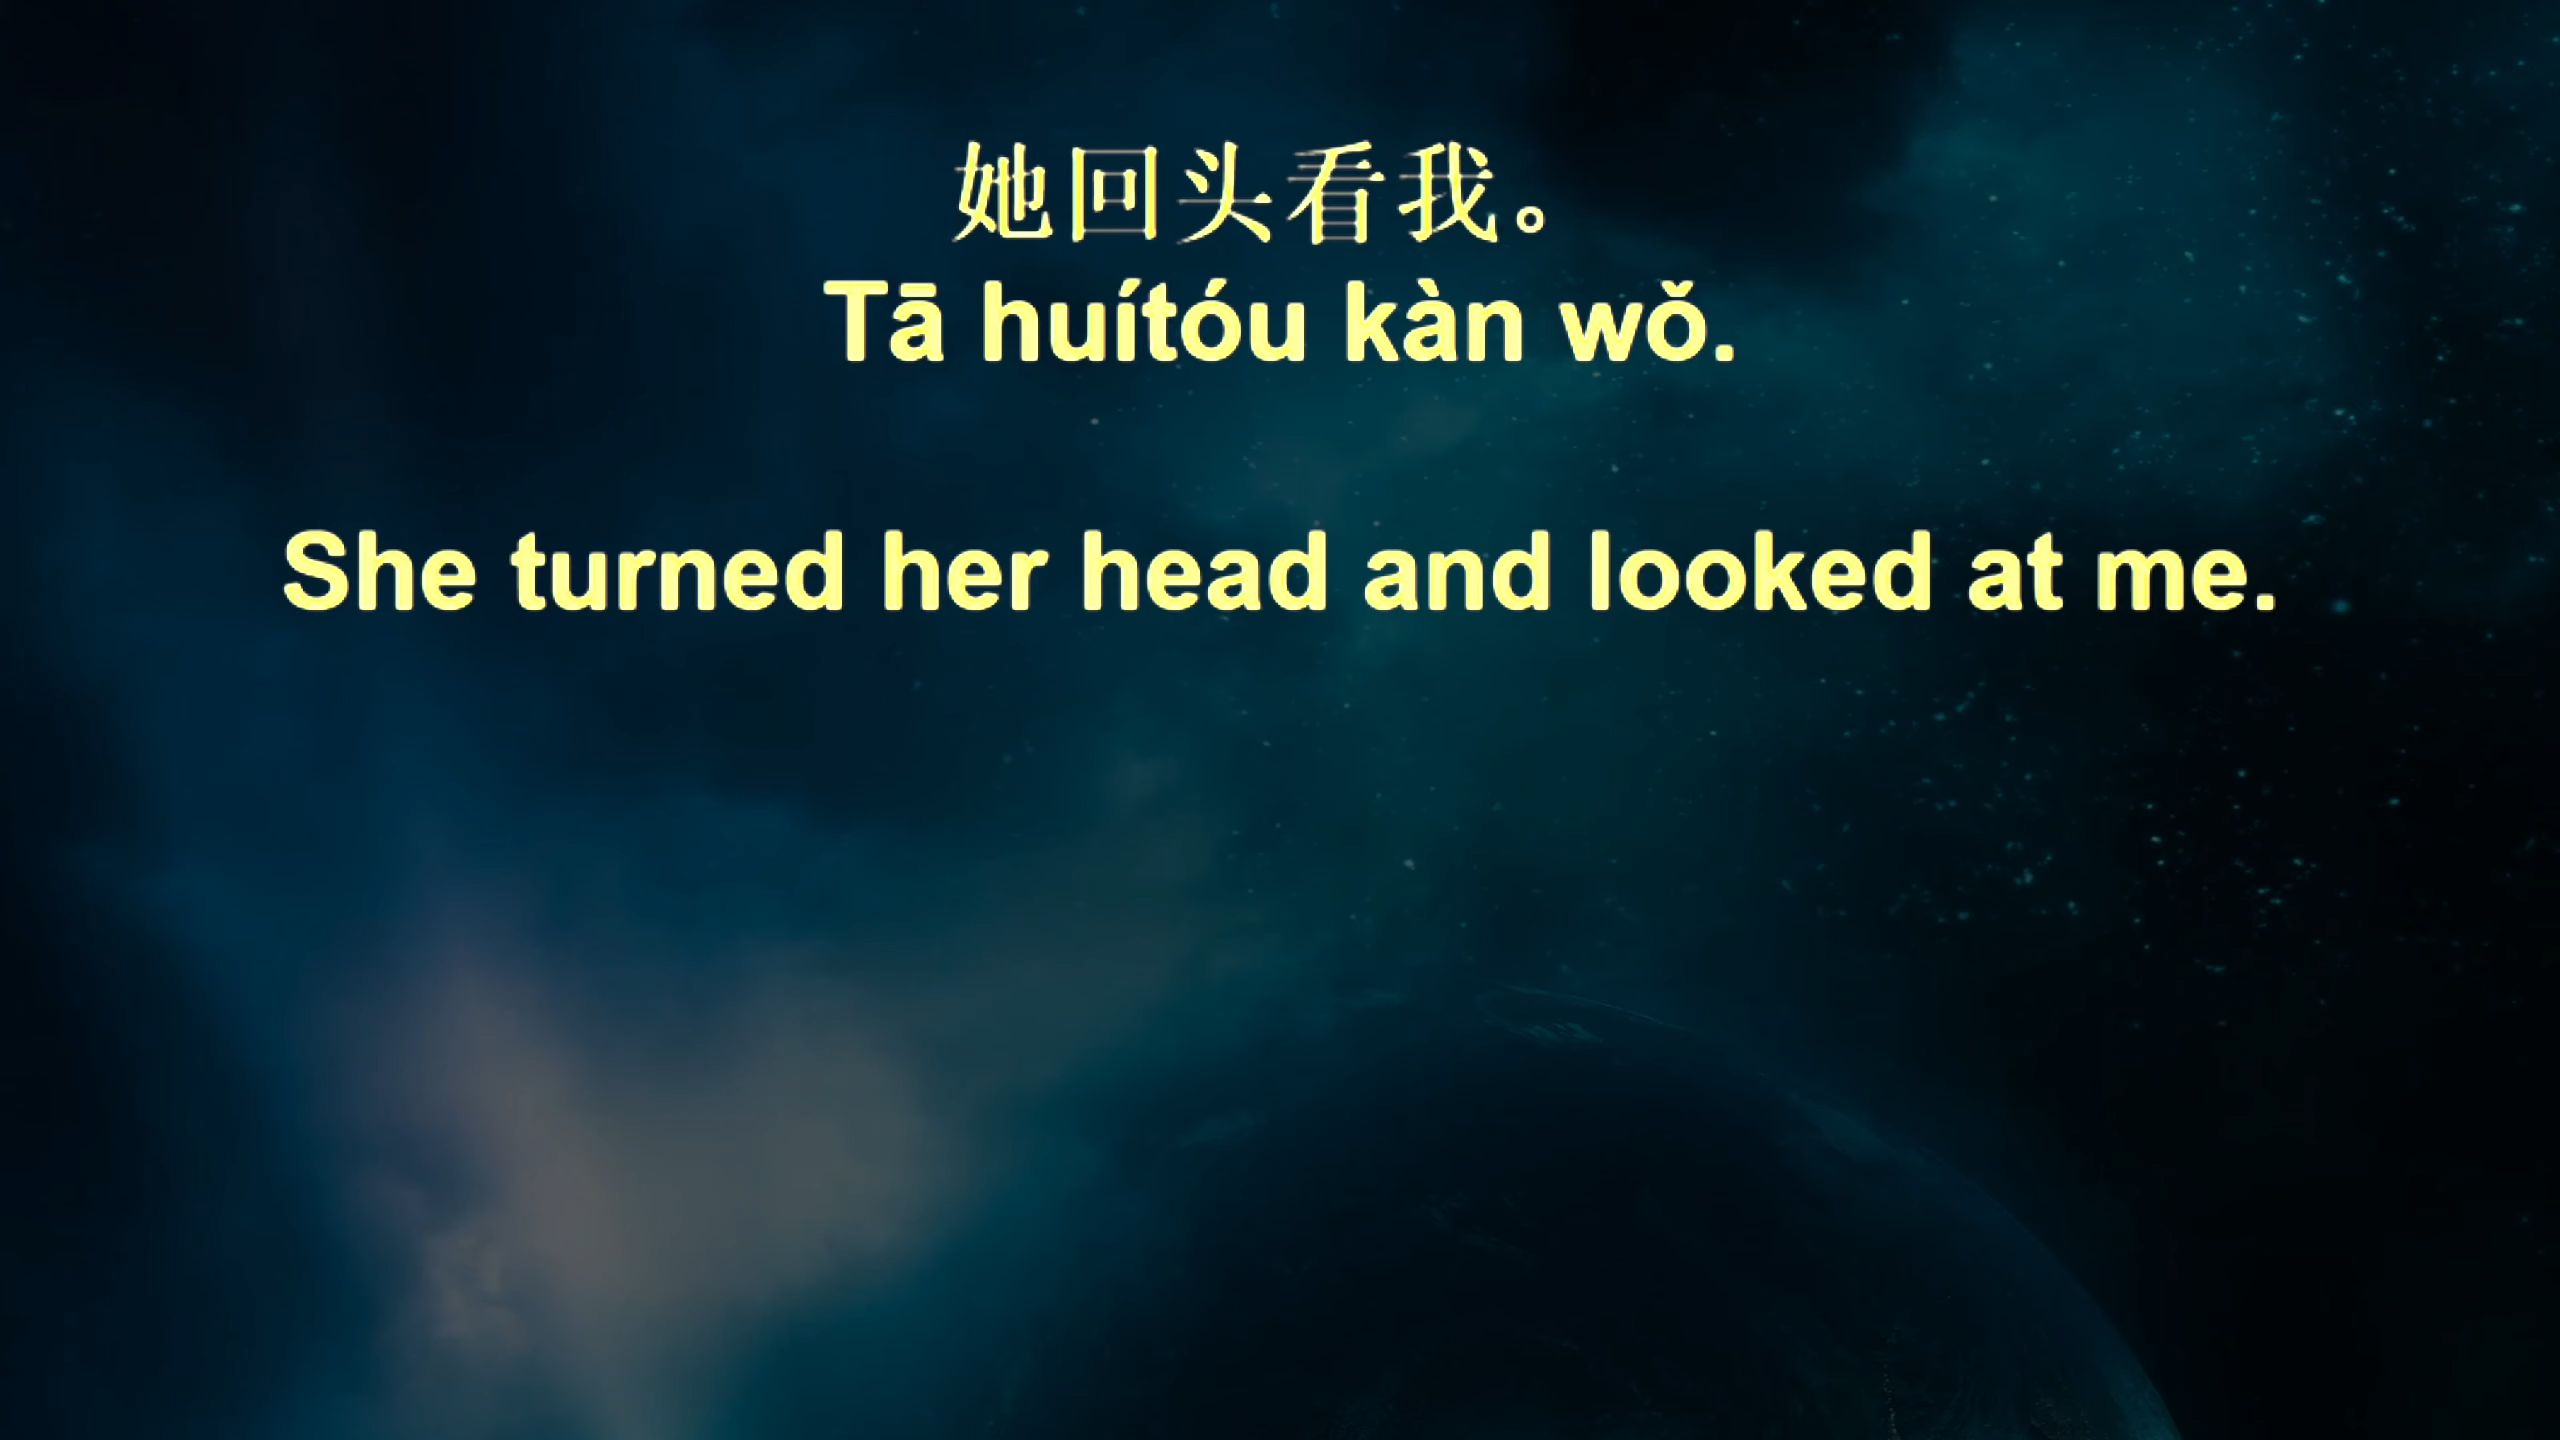 她回头看我。
Tā huítóu kàn wǒ.
She turned her head and looked at me.